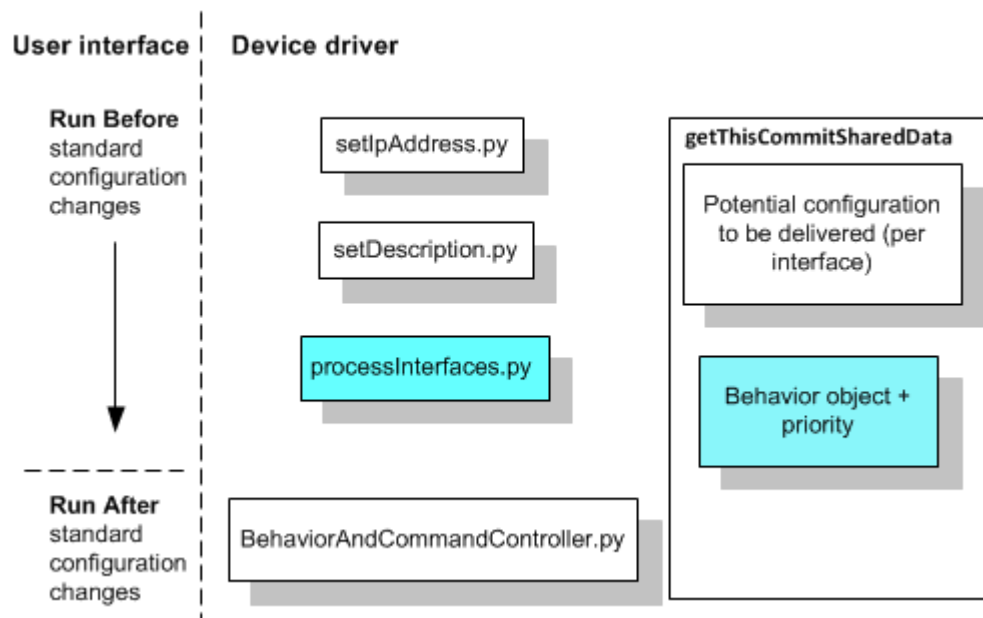 User interface
Device driver
Run Before
standard
configuration
changes
setIpAddress.py
setDescription.py
processInterfaces.py
getThisCommitSharedData
Potential configuration
to be delivered (per
interface)
Behavior object +
priority
Run After
standard
configuration
changes
BehaviorAndCommandController.py